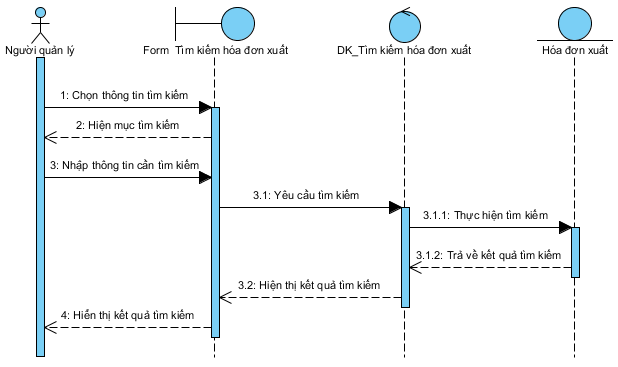 Người quản lý
Form Tìm kiếm hóa đơn xuất
DK_Tìm kiếm hóa đơn xuất
Hóa đơn xuất
1: Chọn thông tin tìm kiếm
2: Hiện mục tìm kiếm
3: Nhập thông tin cần tìm kiếm
3.1: Yêu cầu tìm kiếm
3.1.1: Thực hiện tìm kiếm
3.1.2: Trả về kết quả tìm kiếm
3.2: Hiện thị kết quả tìm kiếm
4: Hiển thị kết quả tìm kiếm